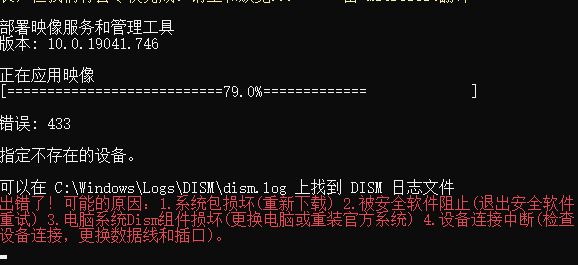 部署映像服务和管理工具
版本: 10.0.19041.746
正在应用映像
[===========================79.0%=============             ]
错误: 433
指定不存在的设备。
可以在 C:\Windows\Logs\DISM\dism.log 上找到 DISM 日志文件
出错了! 可能的原因: 1.系统包损坏(重新下载) 2.被安全软件阻止(退出安全软件
重试) 3.电脑系统Dism组件损坏(更换电脑或重装官方系统) 4.设备连接中断(检查
设备连接, 更换数据线和插口)。